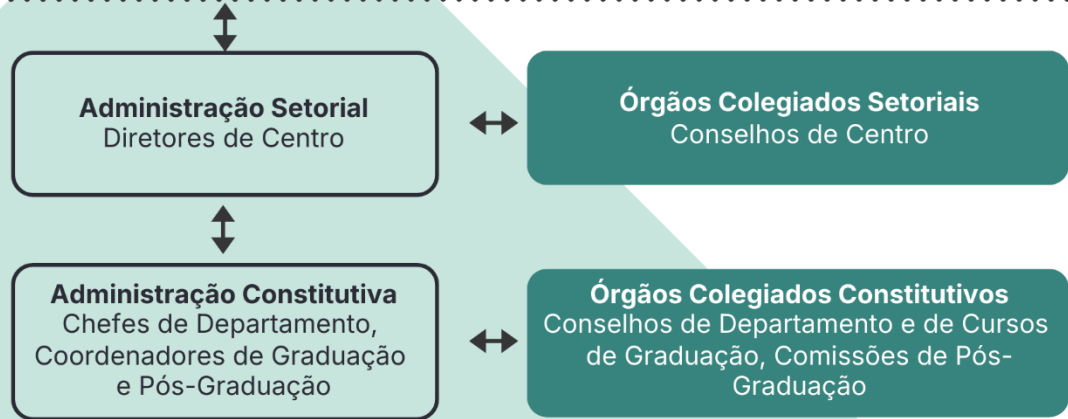 Administração Setorial
Diretores de Centro
Órgãos Colegiados Setoriais
Conselhos de Centro
Administração Constitutiva
Chefes de Departamento,
Coordenadores de Graduação
e Pós-Graduação
Órgãos Colegiados Constitutivos
Conselhos de Departamento e de Cursos
de Graduação, Comissões de Pós-
Graduação